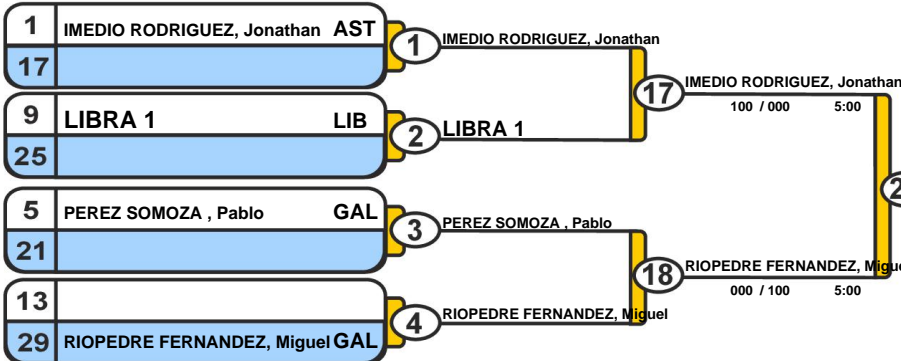 1 IMEDIO RODRIGUEZ, Jonathan AST
17
1 IMEDIO RODRIGUEZ, Jonathan
9 LIBRA 1 LIB
25
2 LIBRA 1
17 IMEDIO RODRIGUEZ, Jonathan
100 / 000 5:00
5 PEREZ SOMOZA , Pablo GAL
21
3 PEREZ SOMOZA , Pablo
13
29 RIOPEDRE FERNANDEZ, Miguel GAL
4 RIOPEDRE FERNANDEZ, Miguel
18 RIOPEDRE FERNANDEZ, Migue
000 / 100 5:00